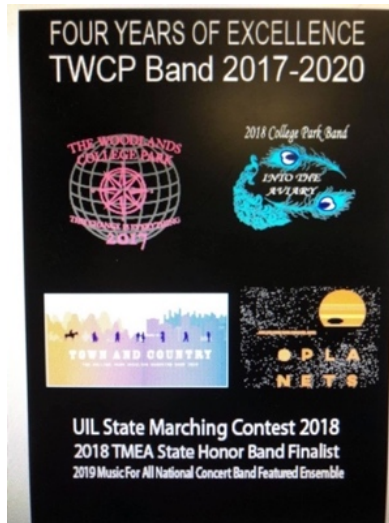 FOUR YEARS OF EXCELLENCE
TWCP Band 2017-2020
THE WOODLANDS
COLLEGE PARK
2017
2018 College Park Band
INTO THE
AVIARY
TOWN AND COUNTRY
PLA
NETS
UIL State Marching Contest 2018
2018 TMEA State Honor Band Finalist
2019 Music For All National Concert Band Featured Ensemble